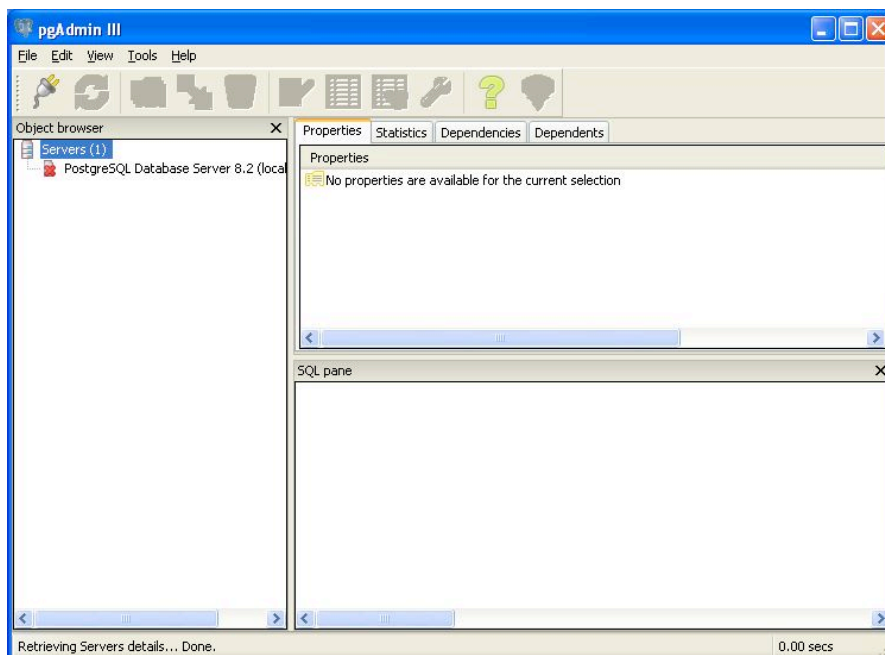 pgAdmin III
File Edit View Tools Help
Object browser
Servers (1)
PostgreSQL Database Server 8.2 (local
Properties Statistics Dependencies Dependents
Properties
No properties are available for the current selection
SQL pane
Retrieving Servers details... Done.
0.00 secs